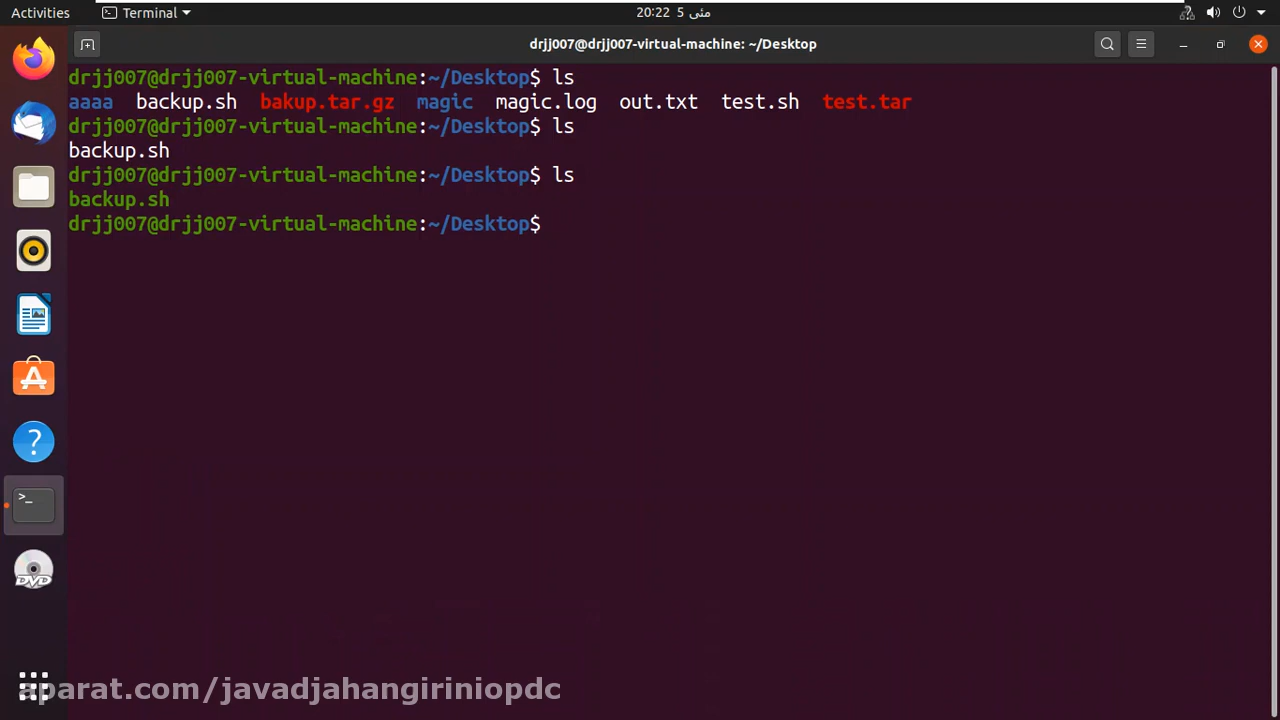 Activities Terminal 20:22 5 مئی
drjj007@drjj007-virtual-machine: ~/Desktop
drjj007@drjj007-virtual-machine:~/Desktop$ ls
aaaa backup.sh bakup.tar.gz magic magic.log out.txt test.sh test.tar
drjj007@drjj007-virtual-machine:~/Desktop$ ls
backup.sh
drjj007@drjj007-virtual-machine:~/Desktop$ ls
backup.sh
drjj007@drjj007-virtual-machine:~/Desktop$
>_
DVD
aparat.com/javadjahangiriniopdc